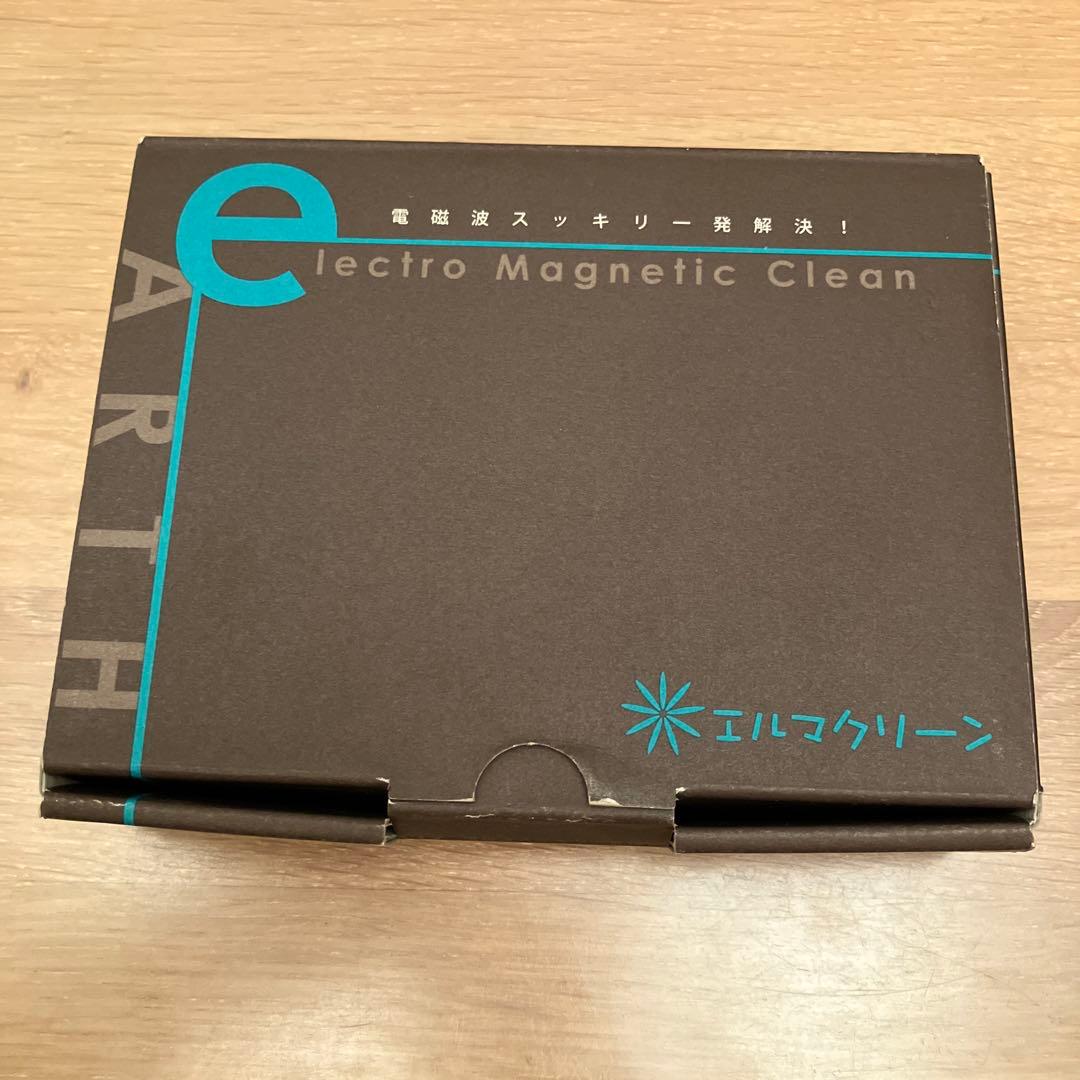 電磁波スッキリ一発解決！
electro Magnetic Clean
eARTH
エルマクリーン